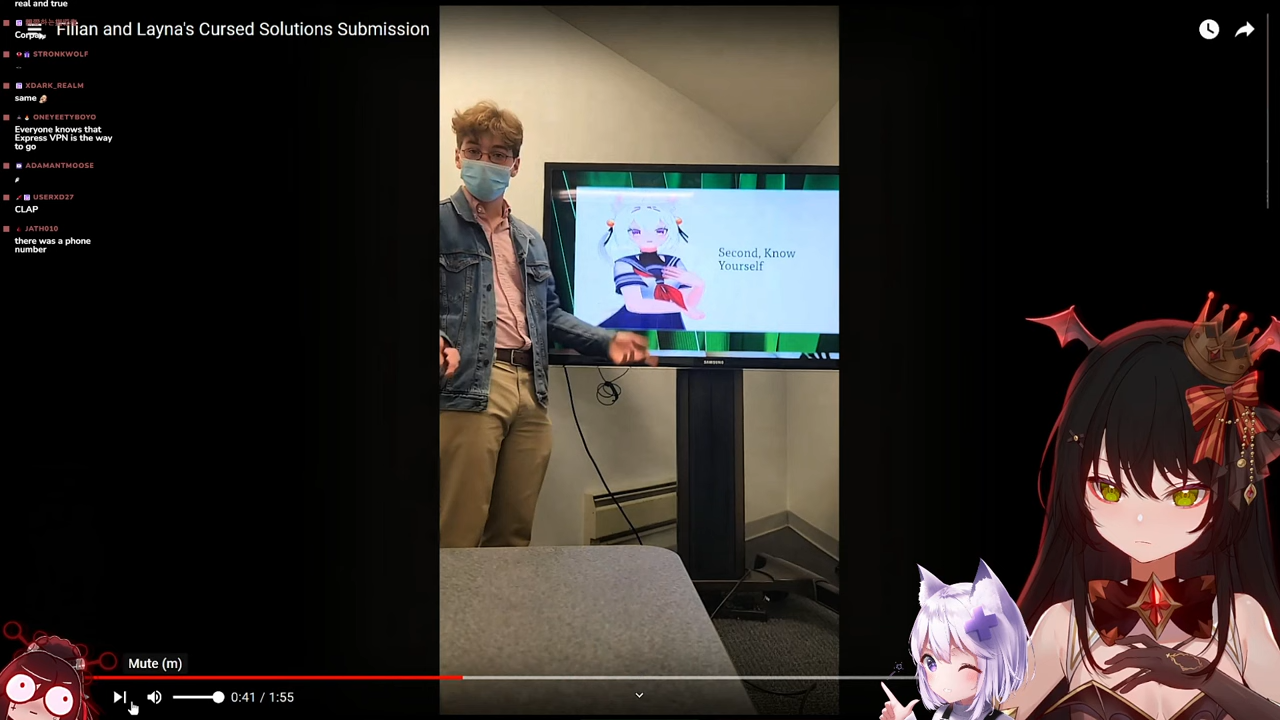 real and true
Filian and Layna's Cursed Solutions Submission
STRONKWOLF
...
XDARK_REALM
same
ONEYEETYBOYO
Everyone knows that
Express VPN is the way
to go
ADAMANTMOOSE
USERXD27
CLAP
JATH010
there was a phone
number
Second, Know
Yourself
SAMSUNG
Mute (m)
0:41 / 1:55